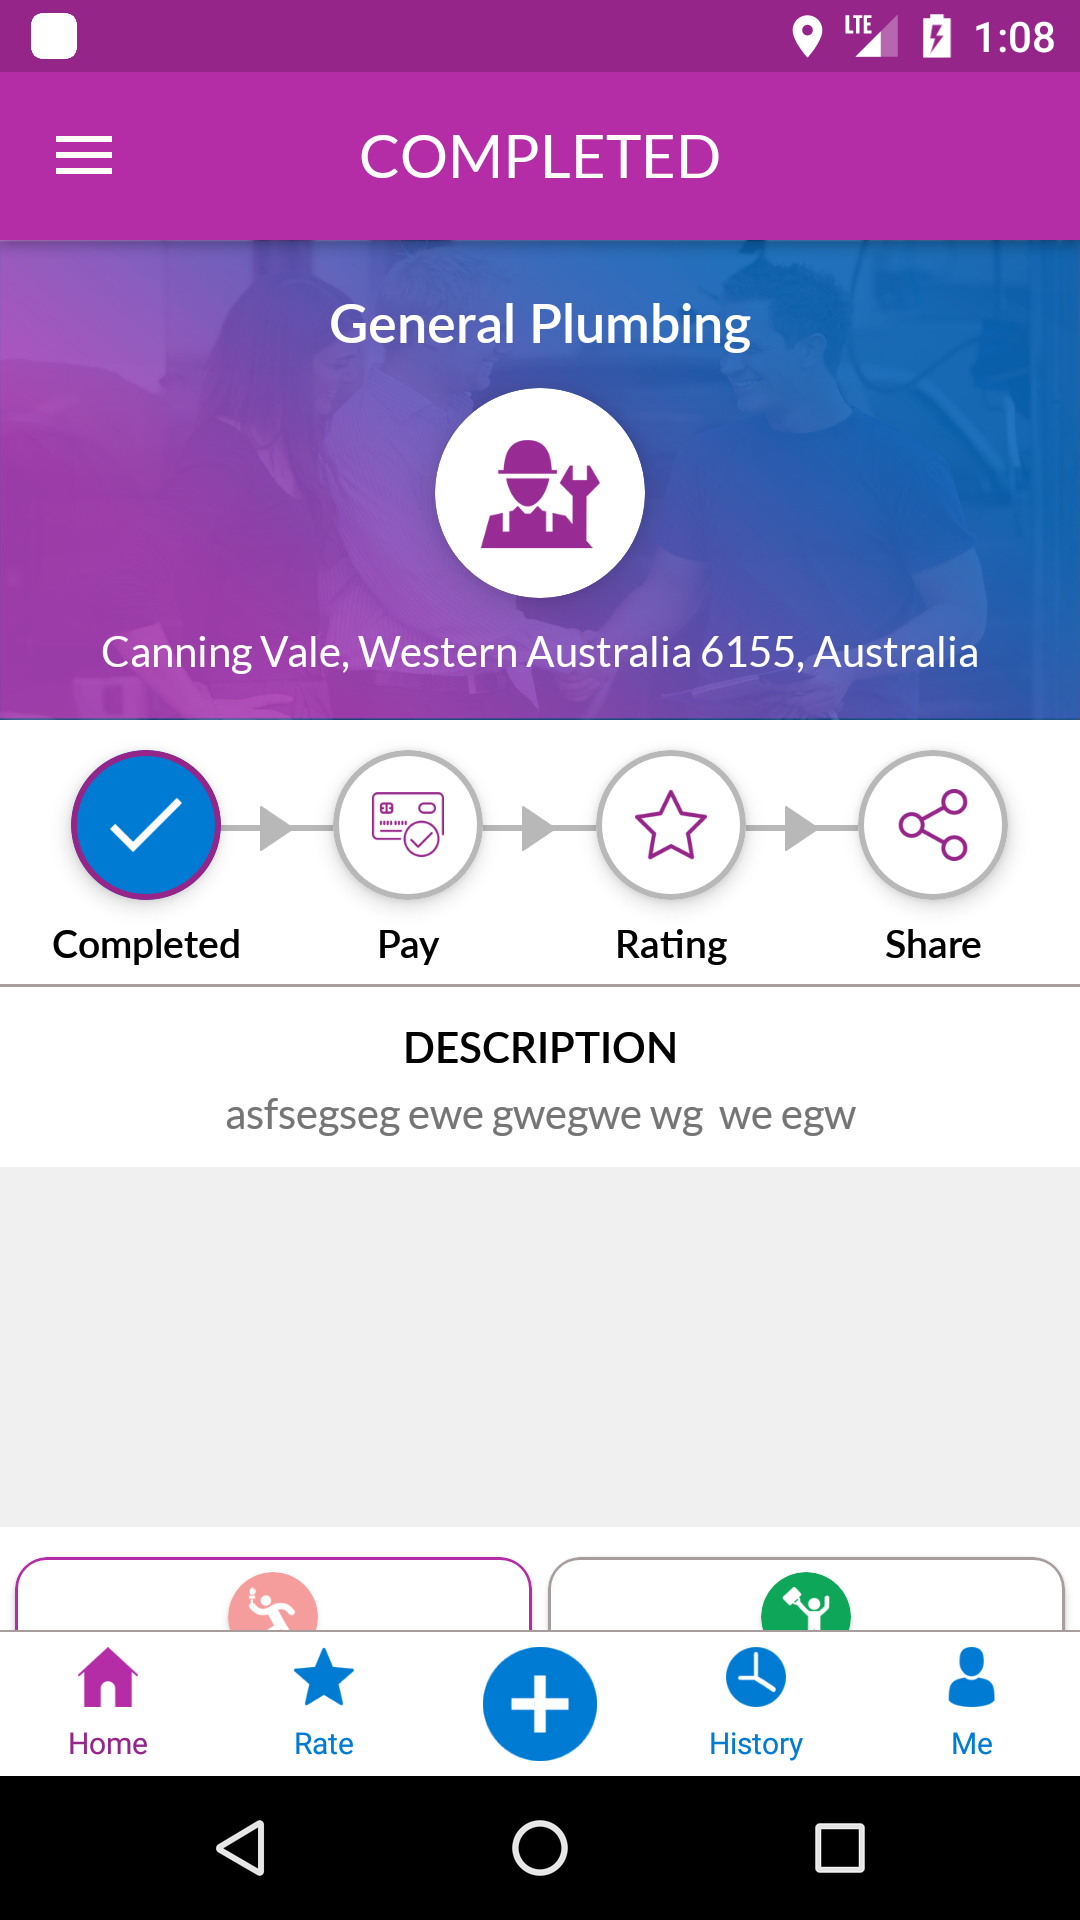 LTE 1:08
COMPLETED
General Plumbing
Canning Vale, Western Australia 6155, Australia
Completed Pay Rating Share
DESCRIPTION
asfsegseg ewe gwegwe wg  we egw
Home Rate History Me